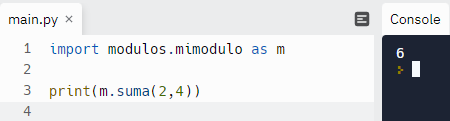 main.py ×
Console
1 import modulos.mimodulo as m
2
3 print(m.suma(2,4))
4
6
>